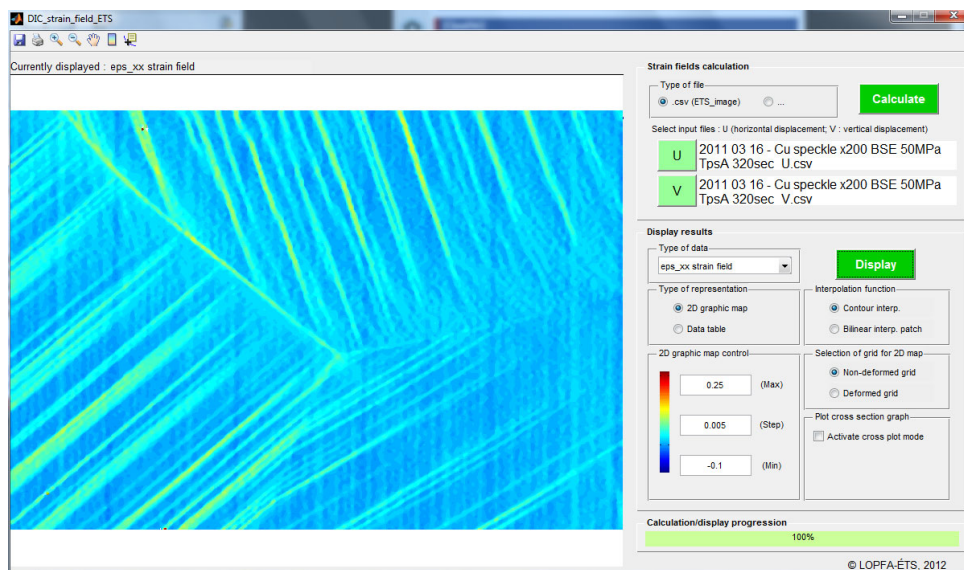 DIC_strain_field_ETS
Currently displayed : eps_xx strain field
Strain fields calculation
Type of file
.csv (ETS_image)
...
Calculate
Select input files : U (horizontal displacement; V : vertical displacement)
U
2011 03 16 - Cu speckle x200 BSE 50MPa
TpsA 320sec U.csv
V
2011 03 16 - Cu speckle x200 BSE 50MPa
TpsA 320sec V.csv
Display results
Type of data
eps_xx strain field
Display
Type of representation
2D graphic map
Data table
Interpolation function
Contour interp.
Bilinear interp. patch
2D graphic map control
0.25 (Max)
0.005 (Step)
-0.1 (Min)
Selection of grid for 2D map
Non-deformed grid
Deformed grid
Plot cross section graph
Activate cross plot mode
Calculation/display progression
100%
© LOPFA-ÉTS, 2012